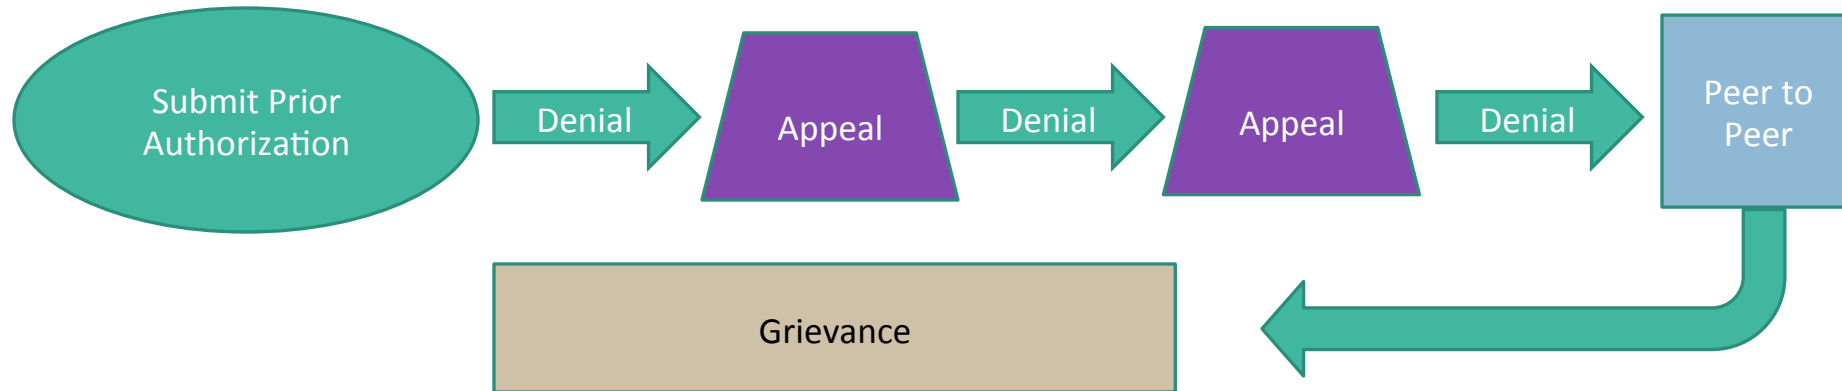 Submit Prior
Authorization
Denial
Appeal
Denial
Appeal
Denial
Peer to
Peer
Grievance